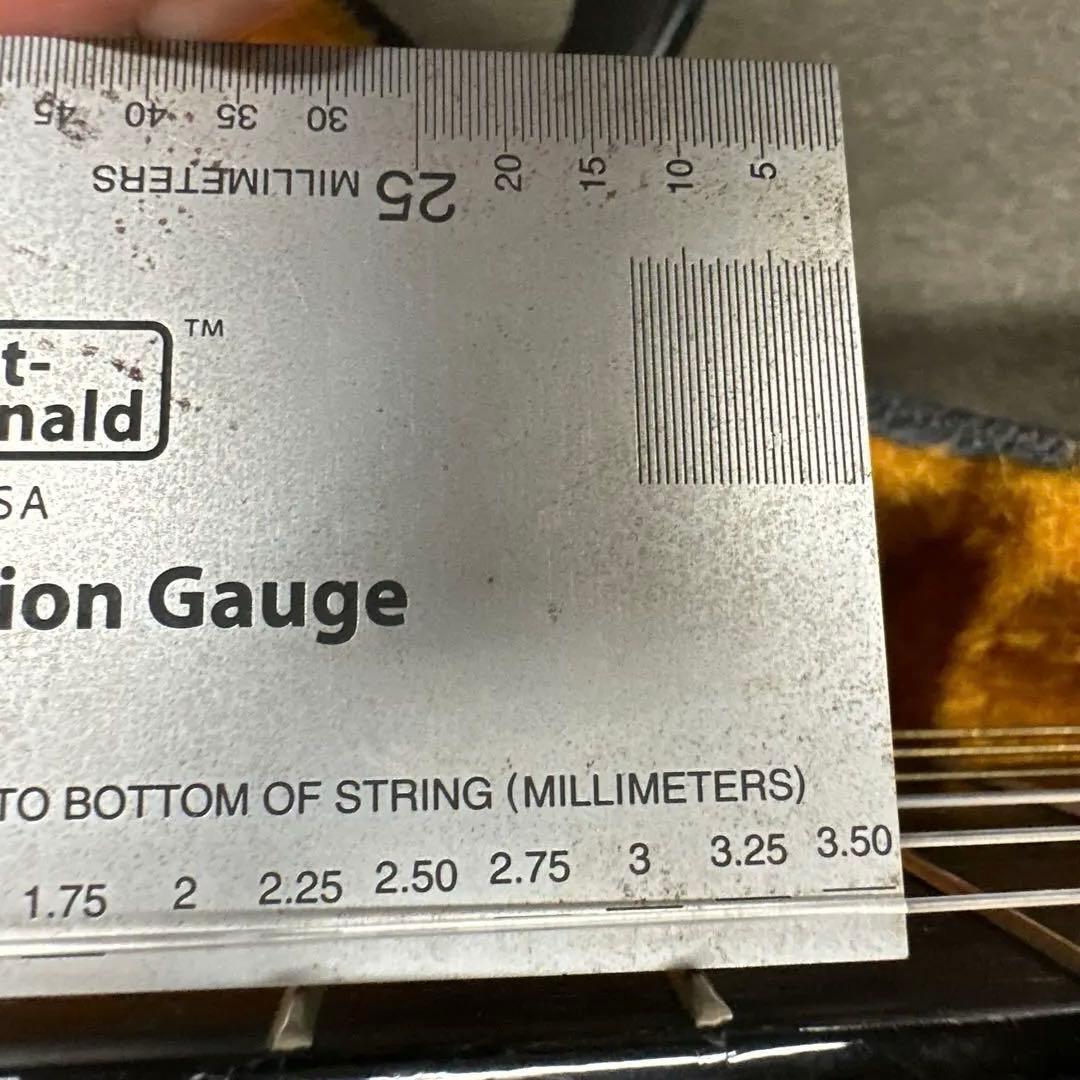 45 40 35 30
MILLIMETERS 25 20 15 10 5
t- ™
nald
SA
ion Gauge
TO BOTTOM OF STRING (MILLIMETERS)
1.75 2 2.25 2.50 2.75 3 3.25 3.50